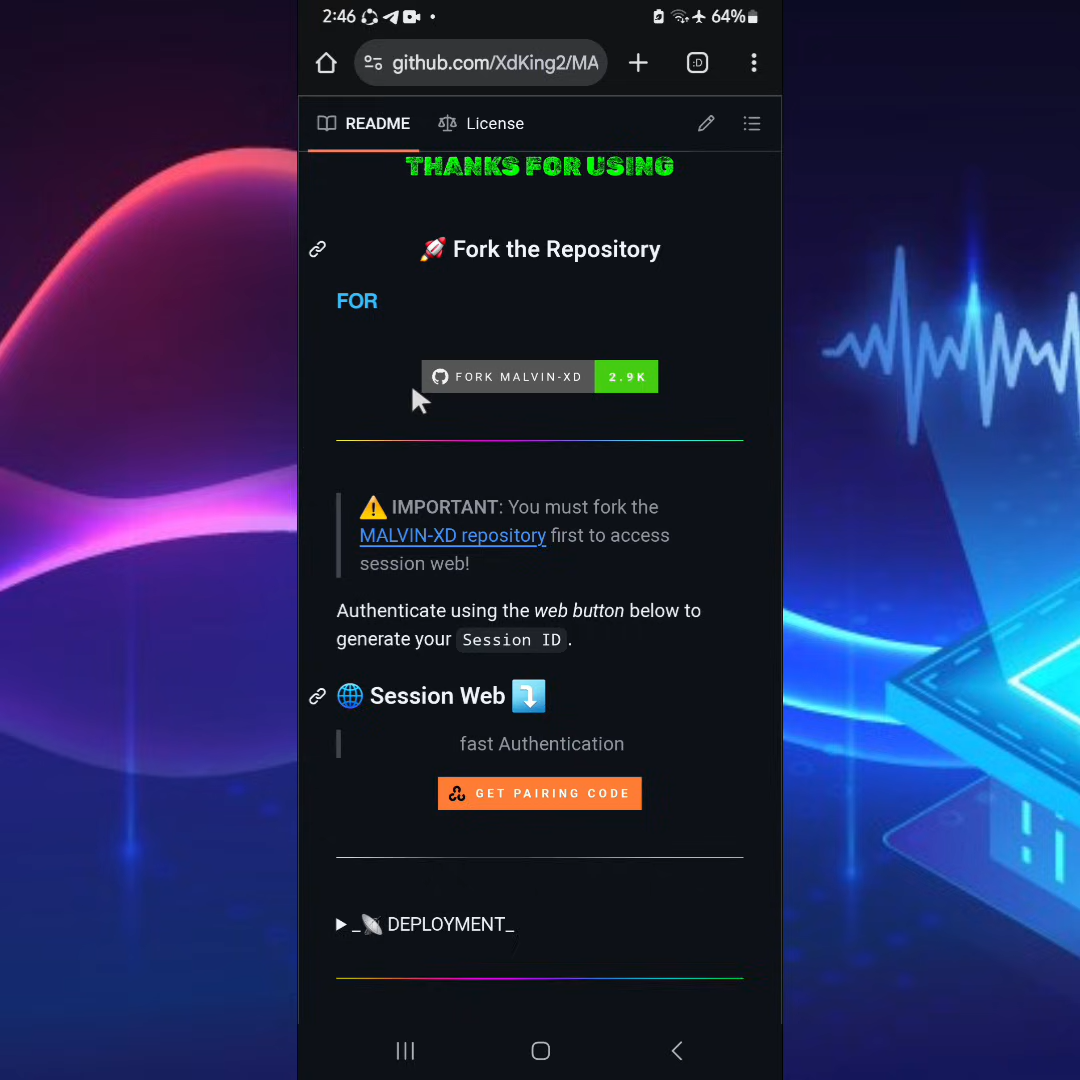 2:46
64%
github.com/XdKing2/MA
:D
README
License
THANKS FOR USING
🚀 Fork the Repository
FOR
FORK MALVIN-XD 2.9K
⚠️ IMPORTANT: You must fork the
MALVIN-XD repository first to access
session web!
Authenticate using the web button below to
generate your Session ID.
🌐 Session Web ⤵️
fast Authentication
GET PAIRING CODE
▶ _📡 DEPLOYMENT_